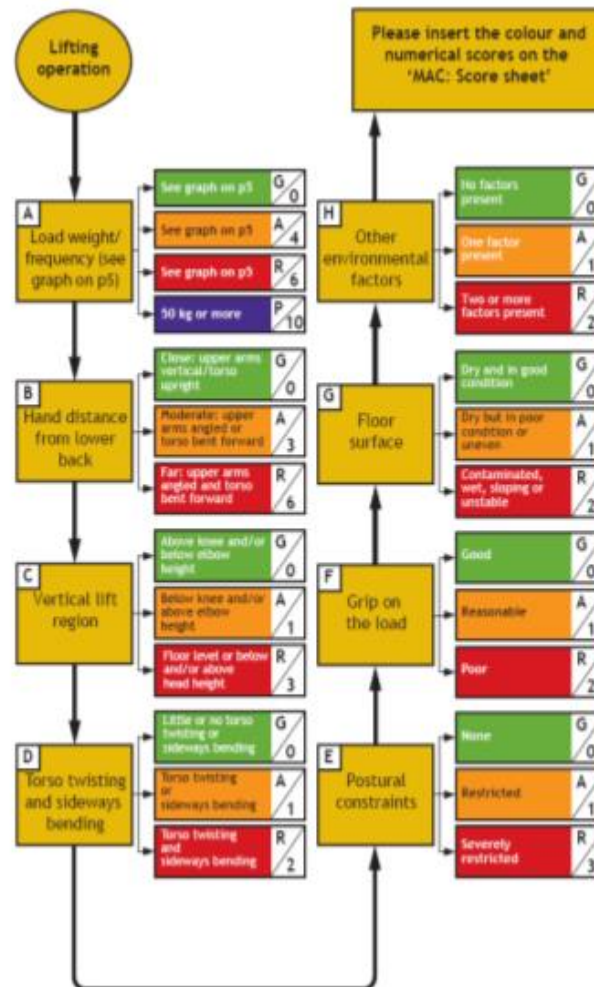 Lifting
operation
A
Load weight/
frequency (see
graph on p5)
See graph on p5
G/0
See graph on p5
A/4
See graph on p5
R/6
50 kg or more
P/10
B
Hand distance
from lower
back
Close: upper arms
vertical/torso
upright
G/0
Moderate: upper
arms angled or
torso bent forward
A/3
Far: upper arms
angled and torso
bent forward
R/6
C
Vertical lift
region
Above knee and/or
below elbow
height
G/0
Below knee and/or
above elbow
height
A/1
Floor level or below
and/or above
head height
R/3
D
Torso twisting
and sideways
bending
Little or no torso
twisting or
sideways bending
G/0
Torso twisting
or
sideways bending
A/1
Torso twisting
and
sideways bending
R/2
E
Postural
constraints
None
G/0
Restricted
A/1
Severely
restricted
R/3
F
Grip on
the load
Good
G/0
Reasonable
A/1
Poor
R/2
G
Floor
surface
Dry and in good
condition
G/0
Dry but in poor
condition or
uneven
A/1
Contaminated,
wet, sloping or
unstable
R/2
H
Other
environmental
factors
No factors
present
G/0
One factor
present
A/1
Two or more
factors present
R/2
Please insert the colour and
numerical scores on the
‘MAC: Score sheet’